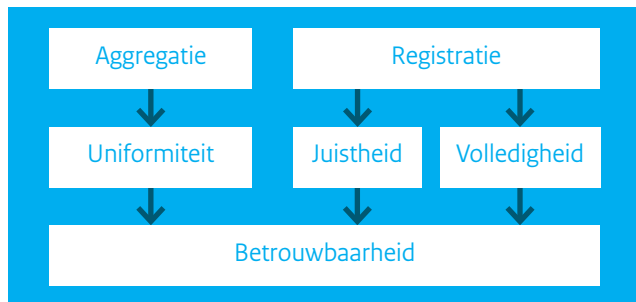 Aggregatie
Registratie
Uniformiteit
Juistheid
Volledigheid
Betrouwbaarheid